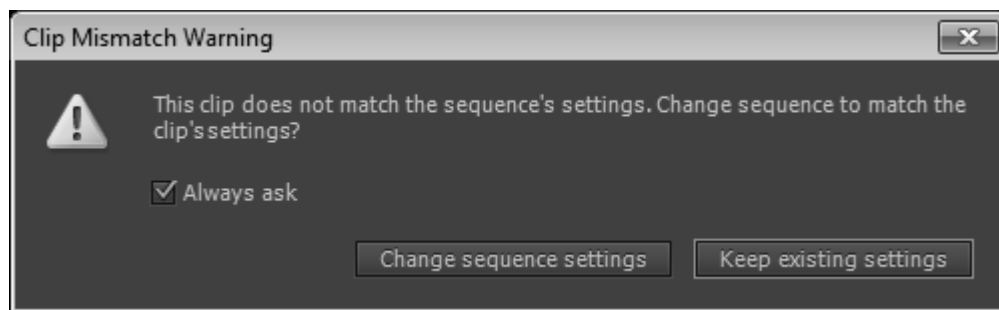 Clip Mismatch Warning
This clip does not match the sequence's settings. Change sequence to match the
clip's settings?
Always ask
Change sequence settings
Keep existing settings